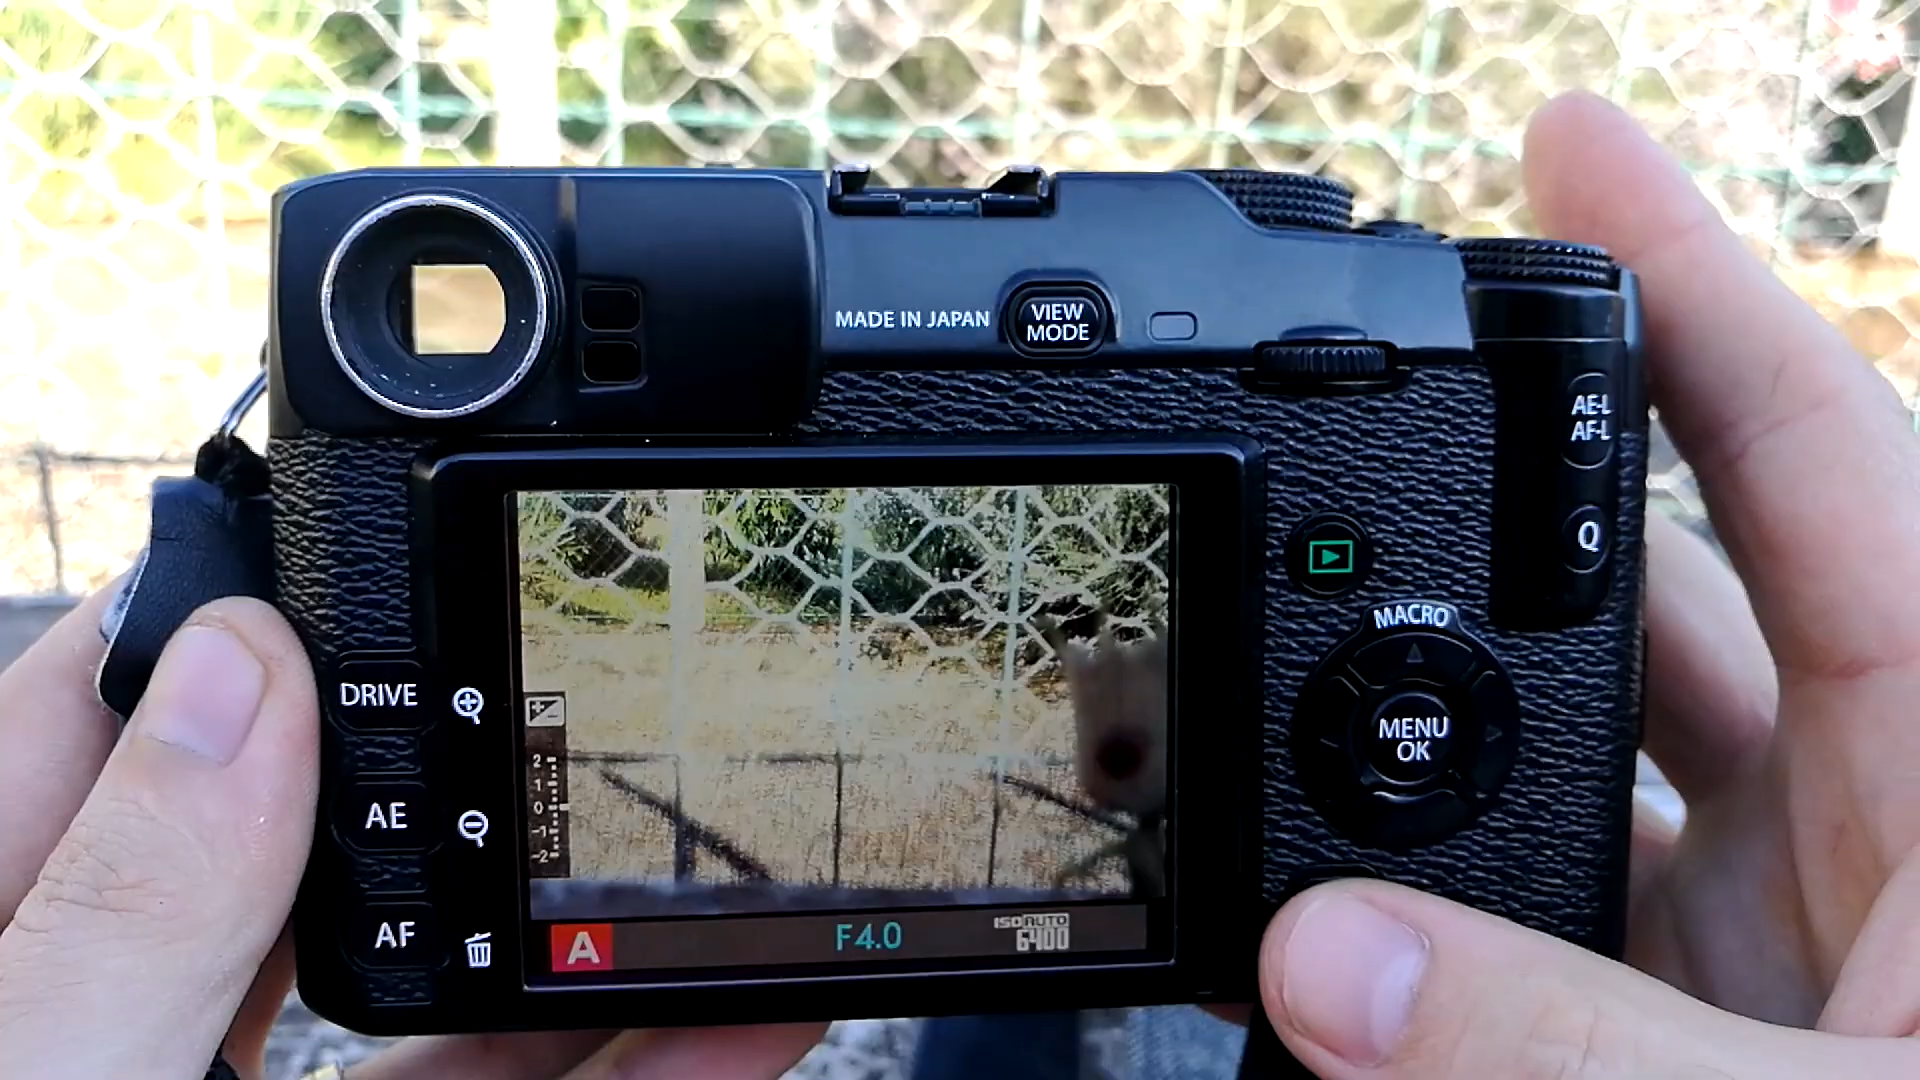 MADE IN JAPAN
VIEW
MODE
AE-L
AF-L
Q
MACRO
MENU
OK
DRIVE
AE
AF
2
1
0
-1
-2
A
F4.0
ISO AUTO
6400